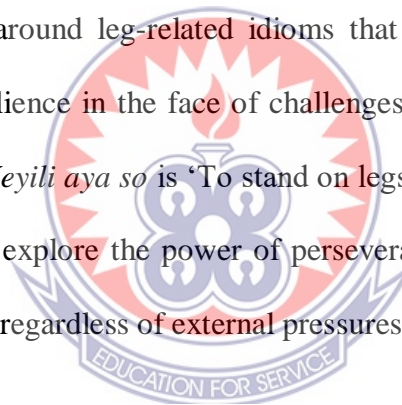 around leg-related idioms that
lience in the face of challenges
eyili aya so is ‘To stand on legs
explore the power of persevera
regardless of external pressures
EDUCATION FOR SERVICE